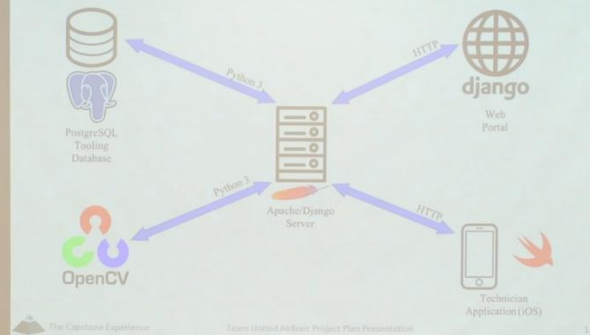 Python 3
HTTP
django
PostgreSQL
Tooling
Database
Web
Portal
Python 3
Apache/Django
Server
HTTP
OpenCV
Technician
Application (iOS)
The Capstone Experience
Team United Airlines Project Plan Presentation